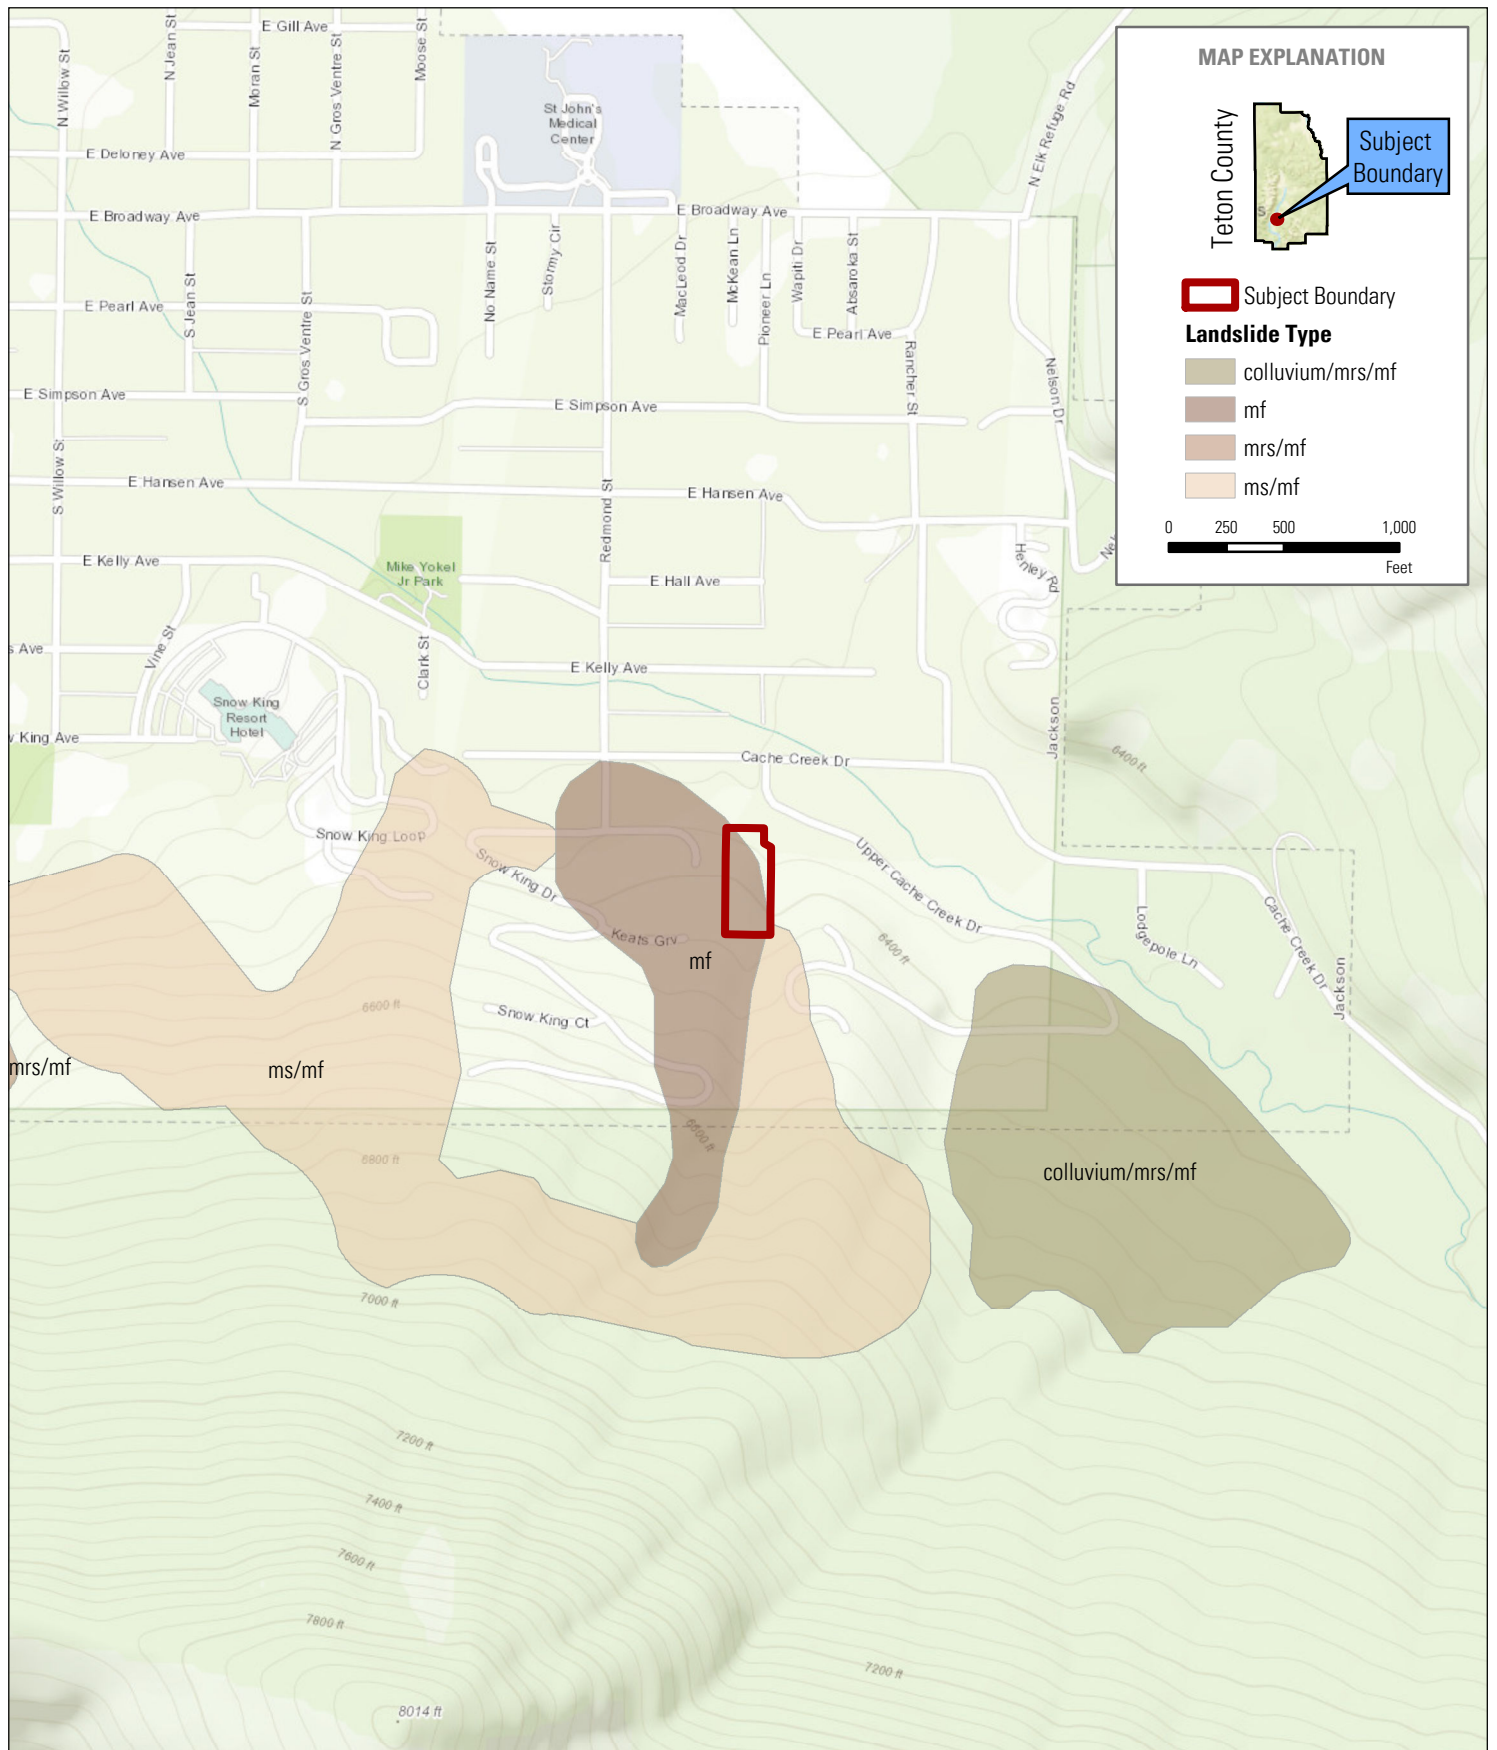 E Gill Ave
N Willow St
N Jean St
Moran St
N Gros Ventre St
Moose St
E Deloney Ave
St John's
Medical
Center
N Elk Refuge Rd
E Broadway Ave
E Broadway Ave
No Name St
Stormy Cir
MacLeod Dr
McKean Ln
Pioneer Ln
Wapiti Dr
Absaroka St
E Pearl Ave
S Jean St
S Gros Ventre St
E Pearl Ave
Rancher St
Nelson Dr
E Simpson Ave
E Simpson Ave
S Willow St
E Hansen Ave
Redmond St
E Hansen Ave
E Kelly Ave
Mike Yokel
Jr Park
E Hall Ave
Henley Rd
Nel
s Ave
Vine St
Clark St
E Kelly Ave
Snow King
Resort
Hotel
w King Ave
Cache Creek Dr
Jackson
6400 ft
Snow King Loop
Snow King Dr
Upper Cache Creek Dr
Keats Grv
mf
6400 ft
Lodgepole Ln
Cache Creek Dr
Jackson
6600 ft
Snow King Ct
mrs/mf
ms/mf
6800 ft
colluvium/mrs/mf
7000 ft
7200 ft
7400 ft
7600 ft
7800 ft
7200 ft
8014 ft
MAP EXPLANATION
Teton County
S
Subject
Boundary
Subject Boundary
Landslide Type
colluvium/mrs/mf
mf
mrs/mf
ms/mf
0 250 500 1,000
Feet